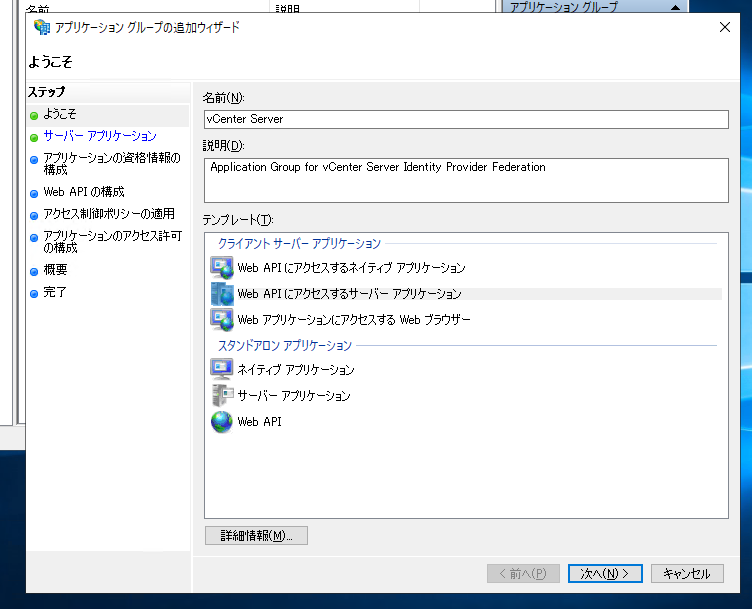 名前
説明
アプリケーション グループ
アプリケーション グループの追加ウィザード
ようこそ
ステップ
ようこそ
サーバー アプリケーション
アプリケーションの資格情報の
構成
Web API の構成
アクセス制御ポリシーの適用
アプリケーションのアクセス許可
の構成
概要
完了
名前(N):
vCenter Server
説明(D):
Application Group for vCenter Server Identity Provider Federation
テンプレート(T):
クライアント サーバー アプリケーション
Web API にアクセスするネイティブ アプリケーション
Web API にアクセスするサーバー アプリケーション
Web アプリケーションにアクセスする Web ブラウザー
スタンドアロン アプリケーション
ネイティブ アプリケーション
サーバー アプリケーション
Web API
詳細情報(M)...
< 前へ(P)
次へ(N) >
キャンセル